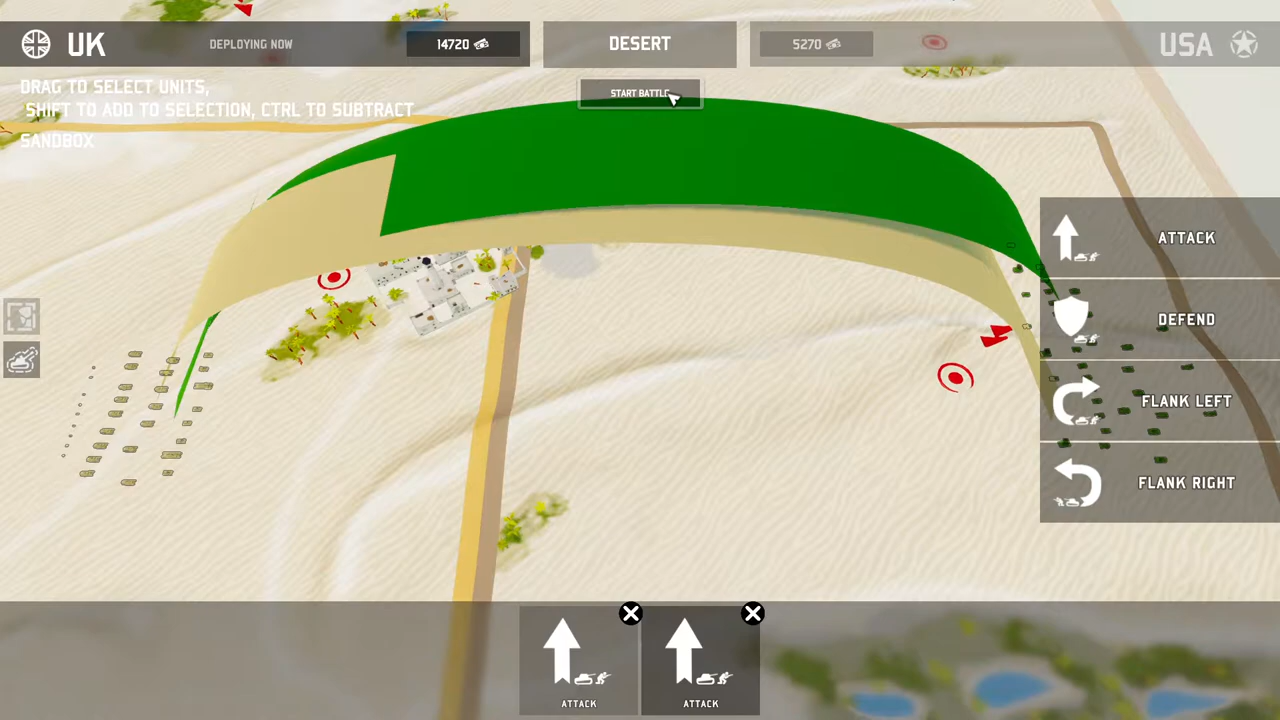 UK
DEPLOYING NOW
14720
DESERT
5270
USA
DRAG TO SELECT UNITS,
SHIFT TO ADD TO SELECTION, CTRL TO SUBTRACT
START BATTLE
SANDBOX
ATTACK
DEFEND
FLANK LEFT
FLANK RIGHT
ATTACK
ATTACK